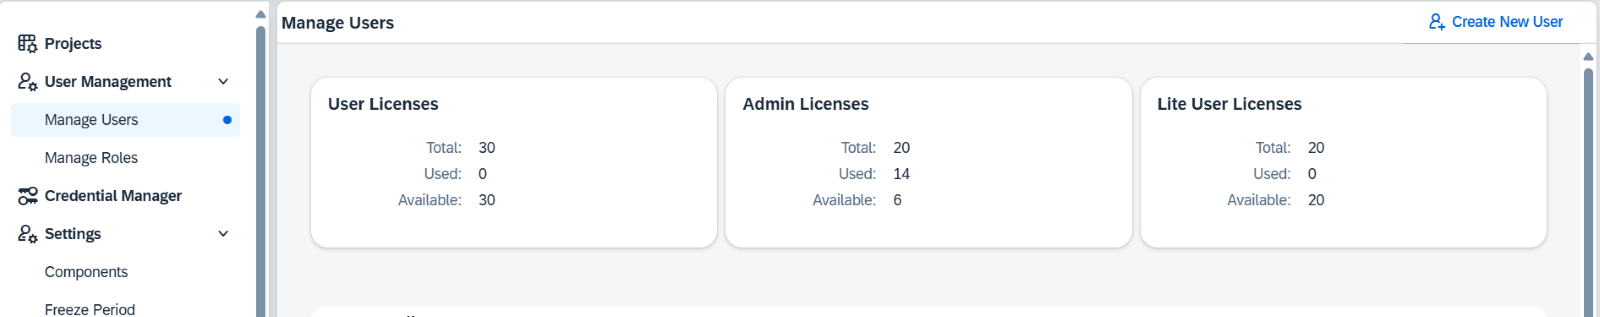 Projects
User Management
Manage Users
Manage Roles
Credential Manager
Settings
Components
Freeze Period
Manage Users
Create New User
User Licenses
Total: 30
Used: 0
Available: 30
Admin Licenses
Total: 20
Used: 14
Available: 6
Lite User Licenses
Total: 20
Used: 0
Available: 20